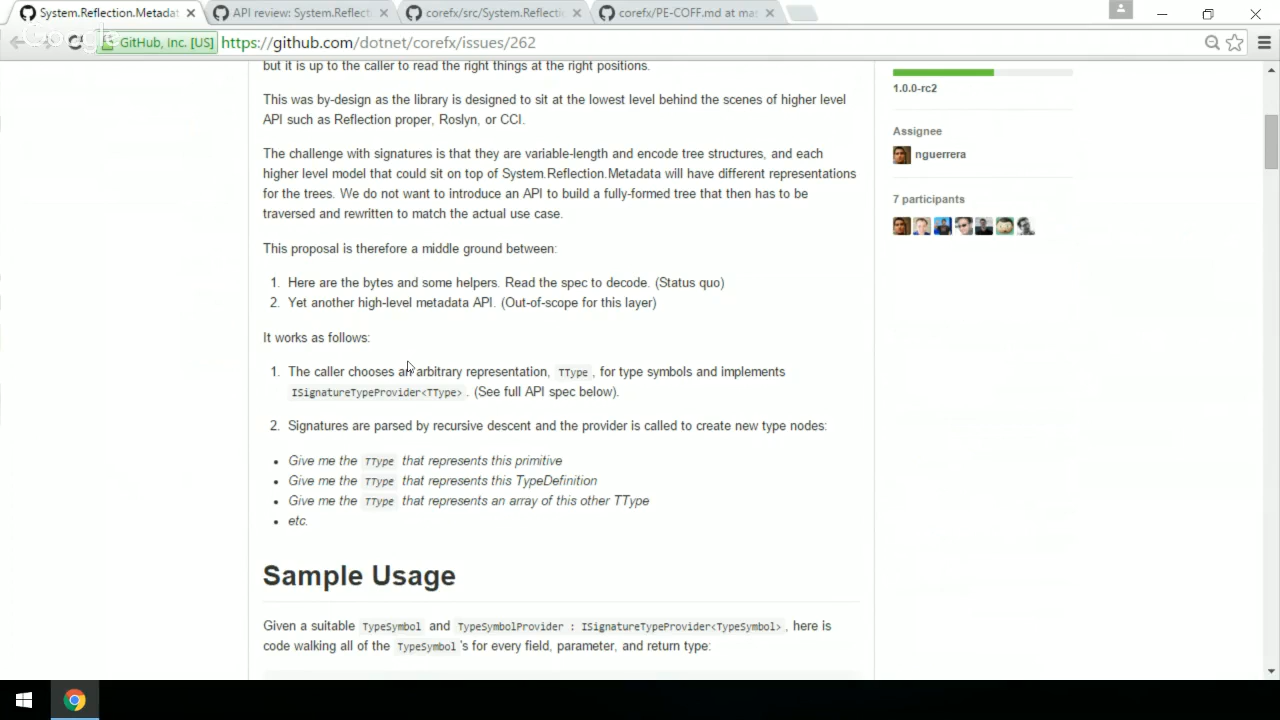 System.Reflection.Metadat
API review: System.Reflect
corefx/src/System.Reflecti
corefx/PE-COFF.md at mas
Google
GitHub, Inc. [US]
https://github.com/dotnet/corefx/issues/262
but it is up to the caller to read the right things at the right positions.
This was by-design as the library is designed to sit at the lowest level behind the scenes of higher level
API such as Reflection proper, Roslyn, or CCI.
The challenge with signatures is that they are variable-length and encode tree structures, and each
higher level model that could sit on top of System.Reflection.Metadata will have different representations
for the trees. We do not want to introduce an API to build a fully-formed tree that then has to be
traversed and rewritten to match the actual use case.
This proposal is therefore a middle ground between:
1. Here are the bytes and some helpers. Read the spec to decode. (Status quo)
2. Yet another high-level metadata API. (Out-of-scope for this layer)
It works as follows:
1. The caller chooses an arbitrary representation, TType, for type symbols and implements
ISignatureTypeProvider<TType>. (See full API spec below).
2. Signatures are parsed by recursive descent and the provider is called to create new type nodes:
• Give me the TType that represents this primitive
• Give me the TType that represents this TypeDefinition
• Give me the TType that represents an array of this other TType
• etc.
Sample Usage
Given a suitable TypeSymbol and TypeSymbolProvider : ISignatureTypeProvider<TypeSymbol>, here is
code walking all of the TypeSymbol's for every field, parameter, and return type:
1.0.0-rc2
Assignee
nguerrera
7 participants